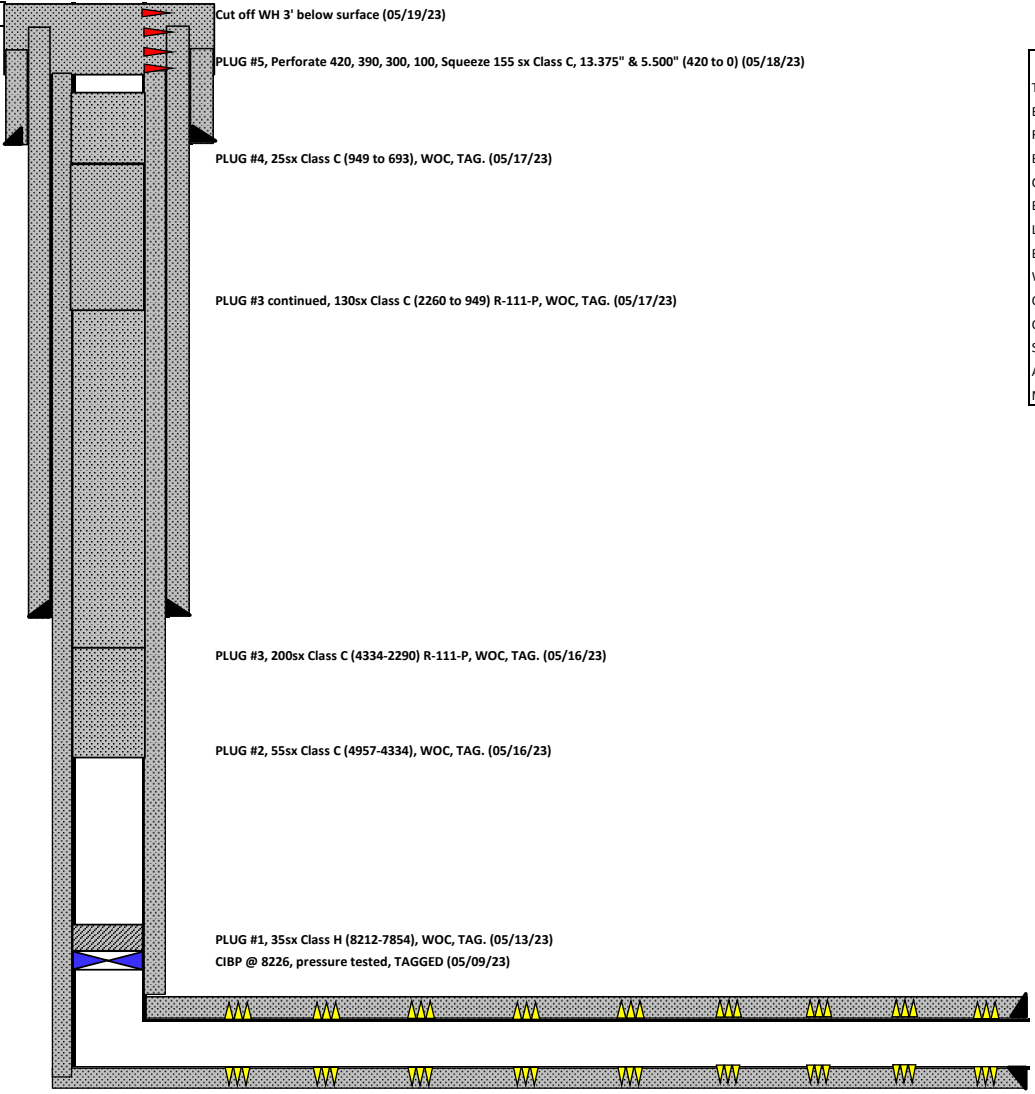 Cut off WH 3' below surface (05/19/23)
PLUG #5, Perforate 420, 390, 300, 100, Squeeze 155 sx Class C, 13.375" & 5.500" (420 to 0) (05/18/23)
PLUG #4, 25sx Class C (949 to 693), WOC, TAG. (05/17/23)
PLUG #3 continued, 130sx Class C (2260 to 949) R-111-P, WOC, TAG. (05/17/23)
PLUG #3, 200sx Class C (4334-2290) R-111-P, WOC, TAG. (05/16/23)
PLUG #2, 55sx Class C (4957-4334), WOC, TAG. (05/16/23)
PLUG #1, 35sx Class H (8212-7854), WOC, TAG. (05/13/23)
CIBP @ 8226, pressure tested, TAGGED (05/09/23)